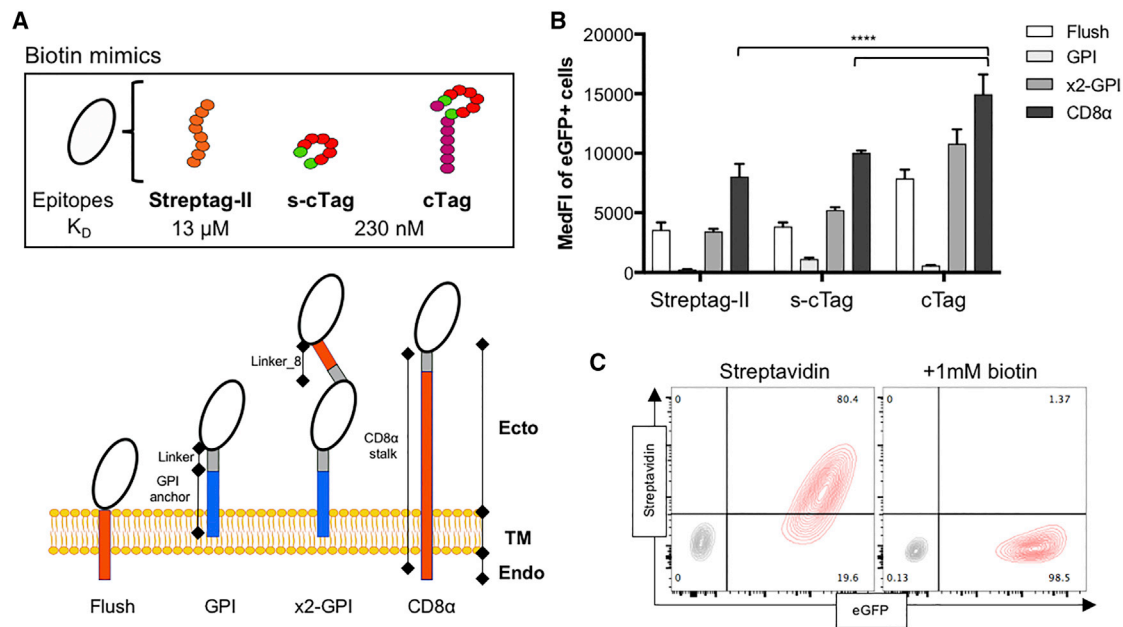 A
Biotin mimics
Epitopes
Streptag-II
s-cTag
cTag
K_D
13 µM
230 nM
Linker_8
Linker
GPI
anchor
CD8α
stalk
Ecto
TM
Endo
Flush
GPI
x2-GPI
CD8α
B
MedFI of eGFP+ cells
20000
15000
10000
5000
0
****
Flush
GPI
x2-GPI
CD8α
Streptag-II
s-cTag
cTag
C
Streptavidin
+1mM biotin
Streptavidin
0
80.4
0
19.6
0
1.37
0.13
98.5
eGFP